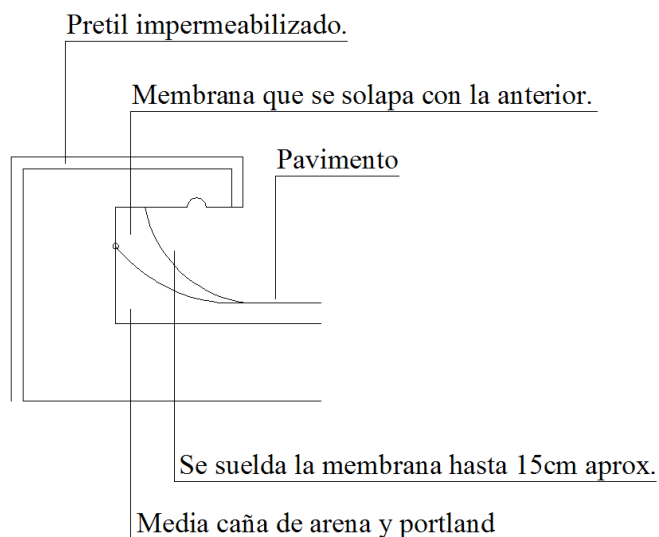 Pretil impermeabilizado.
Membrana que se solapa con la anterior.
Pavimento
Se suelda la membrana hasta 15cm aprox.
Media caña de arena y portland